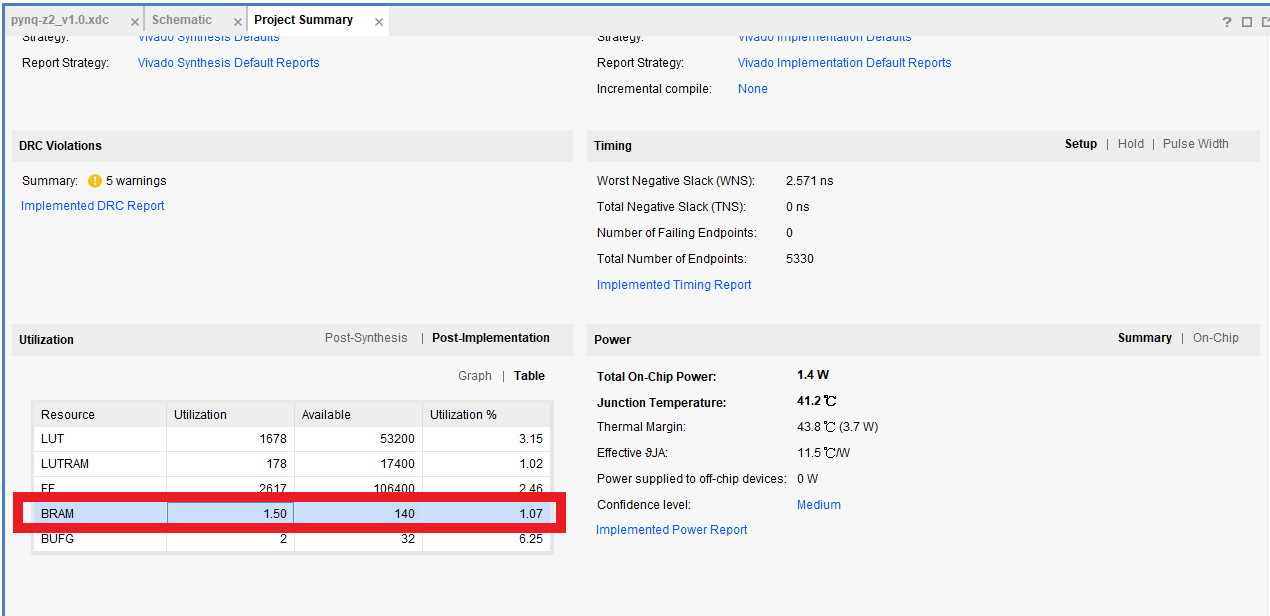 pynq-z2_v1.0.xdc × Schematic × Project Summary ×
?
Strategy: Vivado Synthesis Defaults
Strategy: Vivado Implementation Defaults
Report Strategy: Vivado Synthesis Default Reports
Report Strategy: Vivado Implementation Default Reports
Incremental compile: None
DRC Violations
Summary: 5 warnings
Implemented DRC Report
Timing
Setup | Hold | Pulse Width
Worst Negative Slack (WNS): 2.571 ns
Total Negative Slack (TNS): 0 ns
Number of Failing Endpoints: 0
Total Number of Endpoints: 5330
Implemented Timing Report
Utilization
Post-Synthesis | Post-Implementation
Graph | Table
Resource Utilization Available Utilization %
LUT 1678 53200 3.15
LUTRAM 178 17400 1.02
FF 2617 106400 2.46
BRAM 1.50 140 1.07
BUFG 2 32 6.25
Power
Summary | On-Chip
Total On-Chip Power: 1.4 W
Junction Temperature: 41.2 ℃
Thermal Margin: 43.8 ℃ (3.7 W)
Effective ϑJA: 11.5 ℃/W
Power supplied to off-chip devices: 0 W
Confidence level: Medium
Implemented Power Report